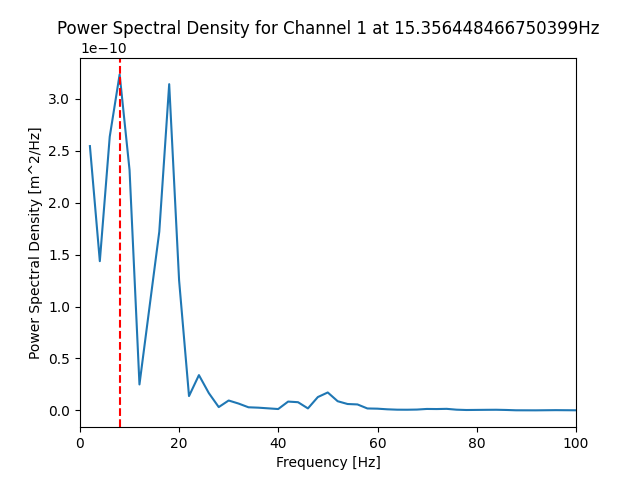 Power Spectral Density for Channel 1 at 15.356448466750399Hz
1e−10
3.0
2.5
2.0
1.5
1.0
0.5
0.0
Power Spectral Density [m^2/Hz]
0 20 40 60 80 100
Frequency [Hz]